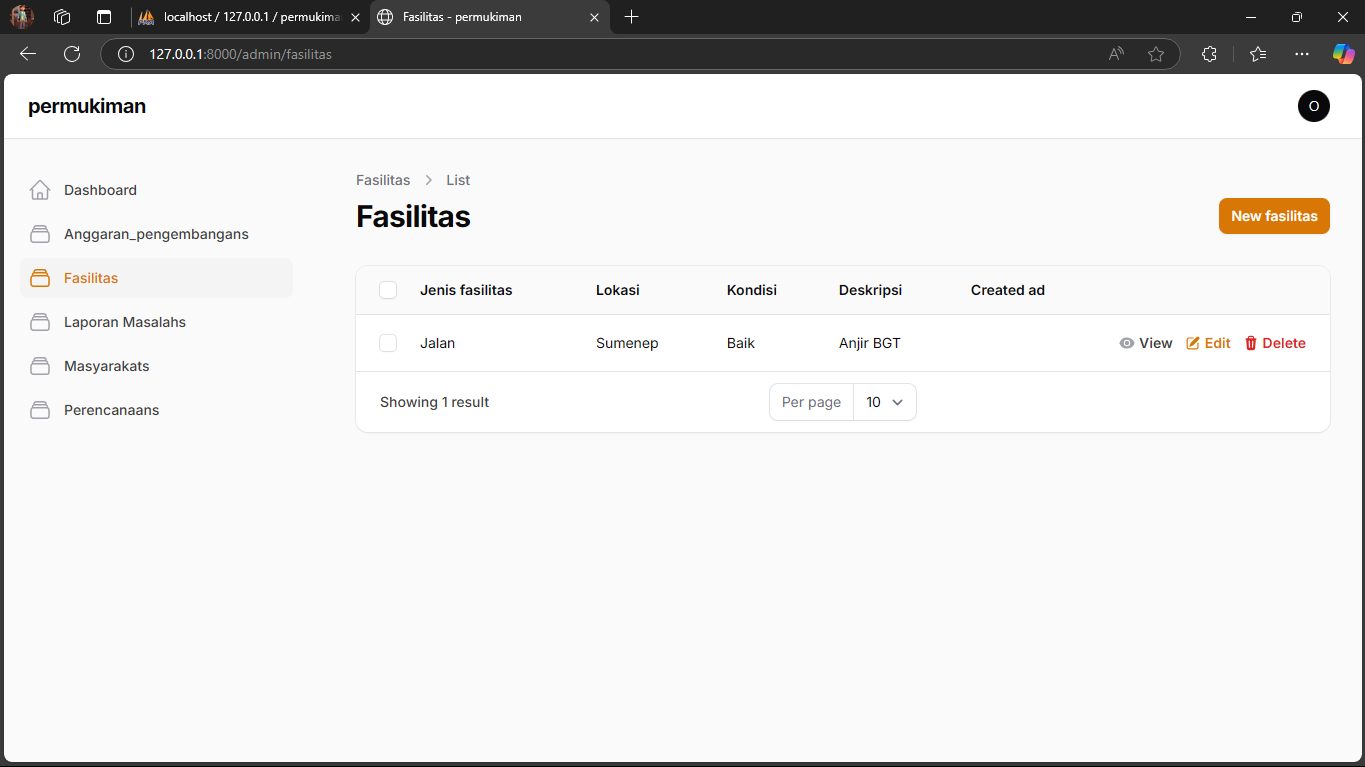 localhost / 127.0.0.1 / permukima
Fasilitas - permukiman
127.0.0.1:8000/admin/fasilitas
permukiman
O
Dashboard
Anggaran_pengembangans
Fasilitas
Laporan Masalahs
Masyarakats
Perencanaans
Fasilitas > List
Fasilitas
New fasilitas
Jenis fasilitas Lokasi Kondisi Deskripsi Created ad
Jalan Sumenep Baik Anjir BGT View Edit Delete
Showing 1 result Per page 10